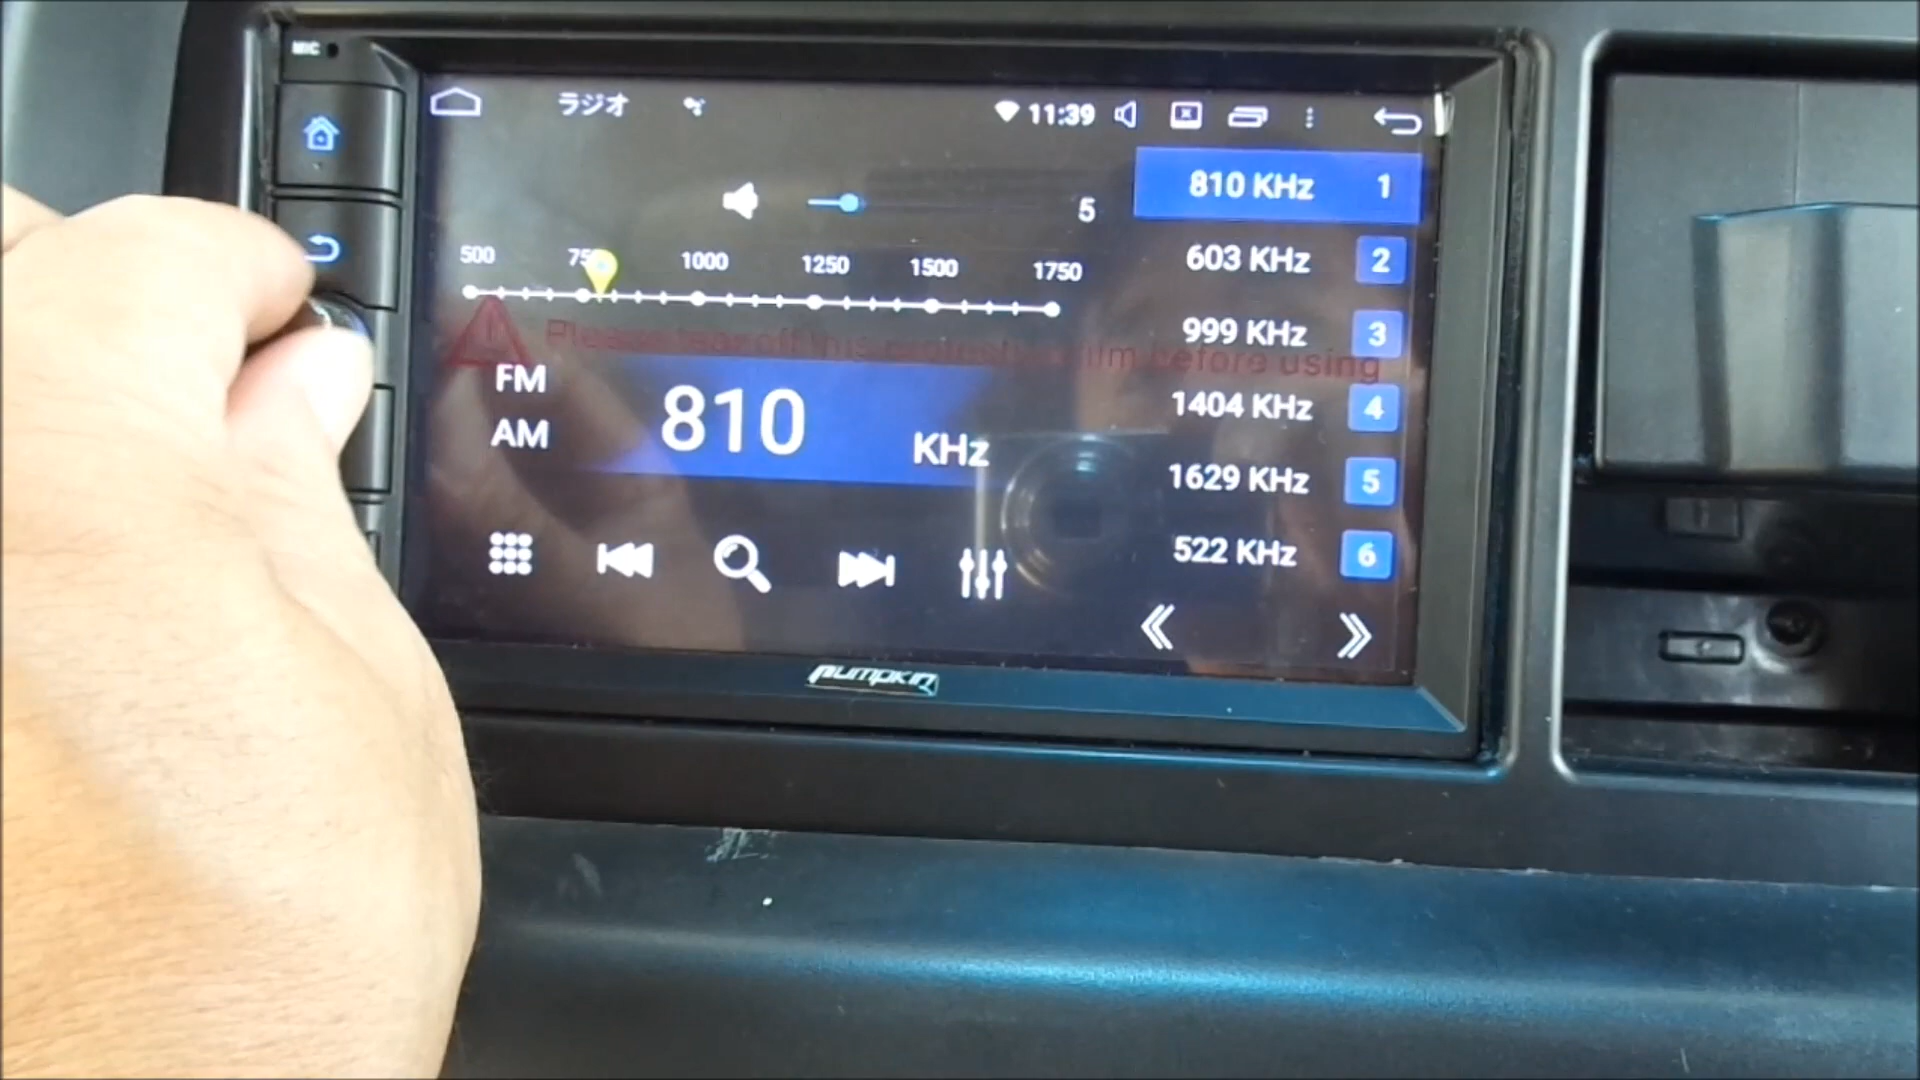 MIC
ラジオ
11:39
5
500 75 1000 1250 1500 1750
Please tear off this protective film before using
FM
AM
810 KHz
810 KHz 1
603 KHz 2
999 KHz 3
1404 KHz 4
1629 KHz 5
522 KHz 6
PUMPKIN